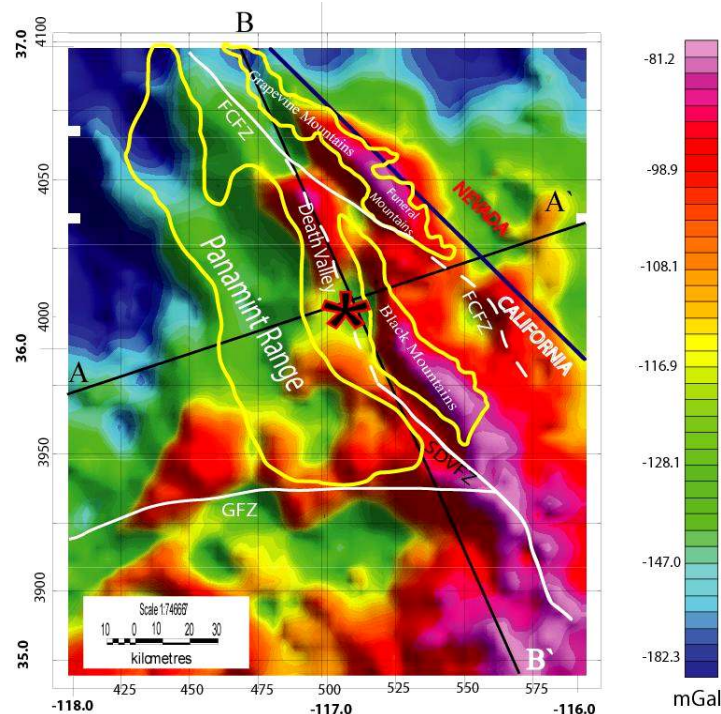 B
37.0
4100
4050
4000
36.0
3950
3900
35.0
FCFZ
Grapevine Mountains
Funeral
Mountains
NEVADA
A`
Death Valley
FCFZ
CALIFORNIA
Panamint Range
Black Mountains
A
SDVFZ
GFZ
B`
Scale 1:746667
10 0 10 20 30
kilometres
425 475 500 525 550 575
-118.0 -117.0 -116.0
-81.2
-98.9
-108.1
-116.9
-128.1
-147.0
-182.3
mGal